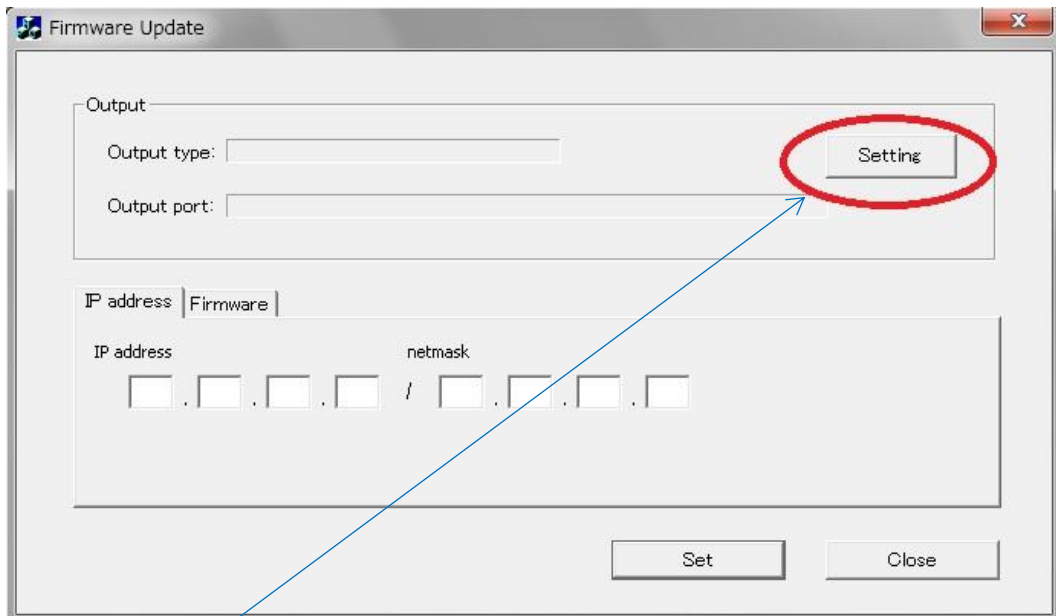 Firmware Update
Output
Output type:
Setting
Output port:
IP address Firmware
IP address netmask
. . . / . . .
Set Close